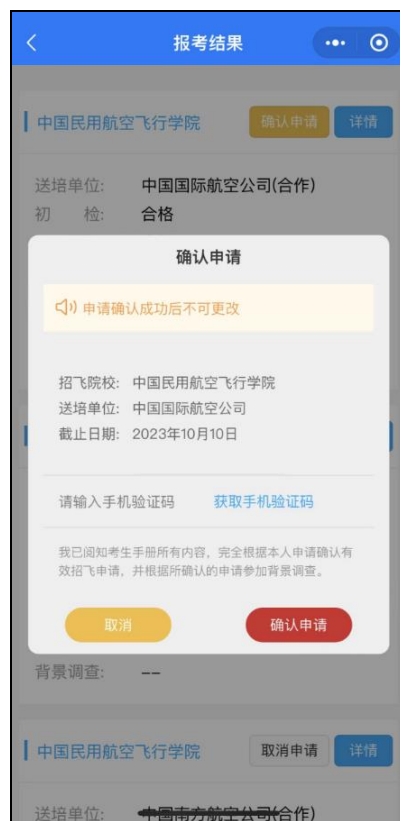 报考结果
中国民用航空飞行学院 确认申请 详情
送培单位: 中国国际航空公司(合作)
初 检: 合格
确认申请
申请确认成功后不可更改
招飞院校: 中国民用航空飞行学院
送培单位: 中国国际航空公司
截止日期: 2023年10月10日
请输入手机验证码 获取手机验证码
我已阅知考生手册所有内容，完全根据本人申请确认有
效招飞申请，并根据所确认的申请参加背景调查。
取消 确认申请
背景调查: --
中国民用航空飞行学院 取消申请 详情
送培单位: 中国南方航空公司(合作)